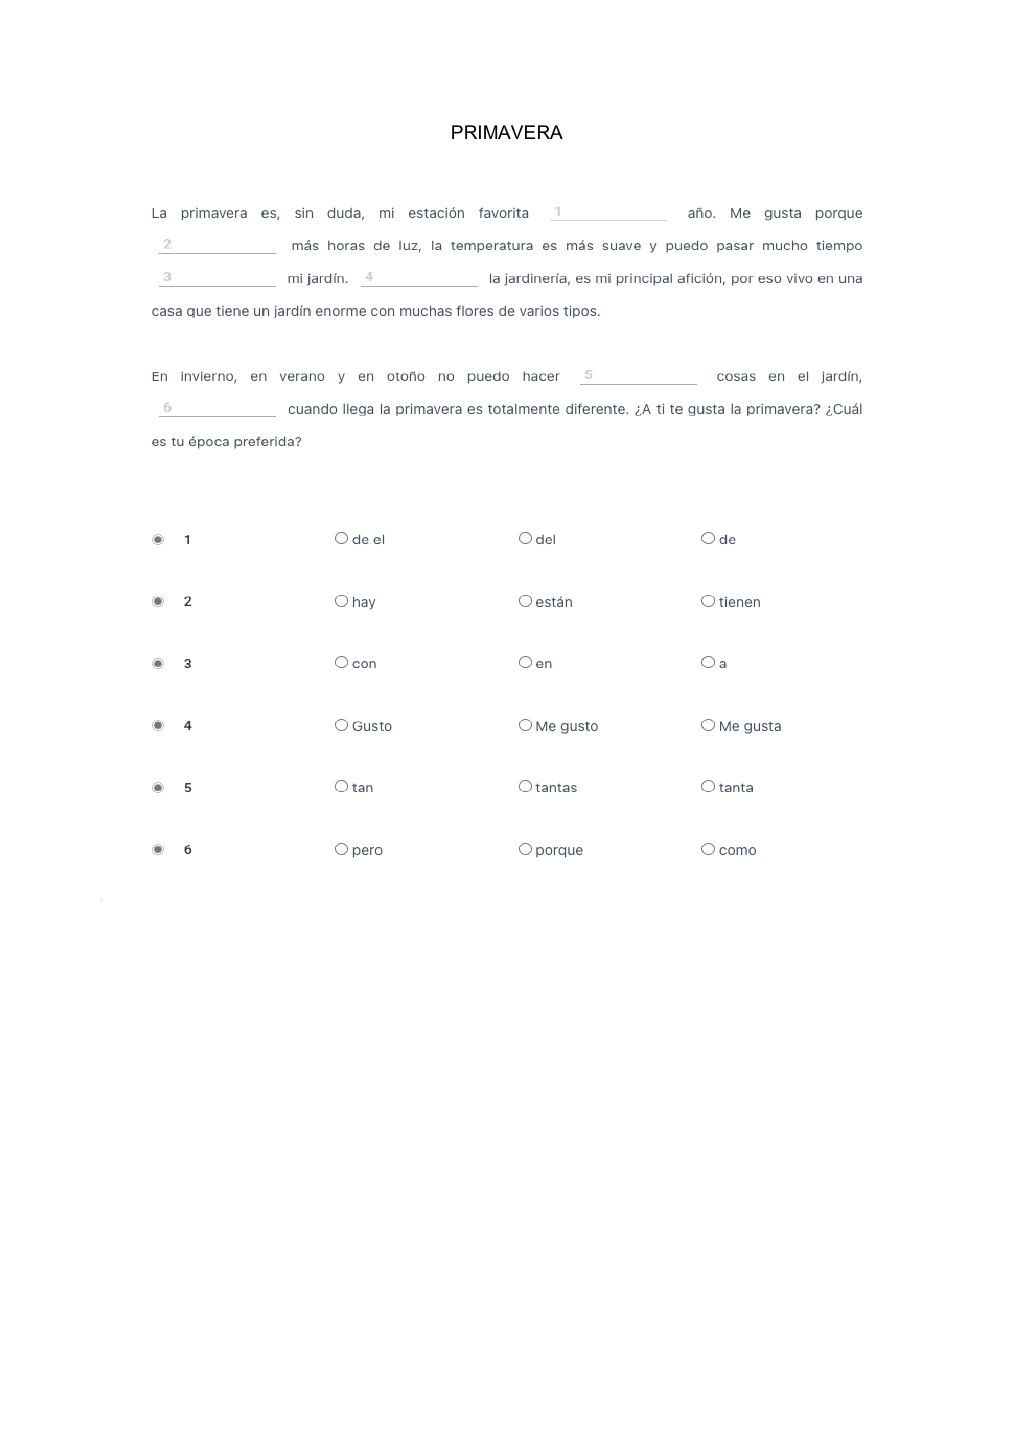 PRIMAVERA
La primavera es, sin duda, mi estación favorita 1 año. Me gusta porque
2 más horas de luz, la temperatura es más suave y puedo pasar mucho tiempo
3 mi jardín. 4 la jardinería, es mi principal afición, por eso vivo en una
casa que tiene un jardín enorme con muchas flores de varios tipos.
En invierno, en verano y en otoño no puedo hacer 5 cosas en el jardín,
6 cuando llega la primavera es totalmente diferente. ¿A ti te gusta la primavera? ¿Cuál
es tu época preferida?
1 de el del de
2 hay están tienen
3 con en a
4 Gusto Me gusto Me gusta
5 tan tantas tanta
6 pero porque como